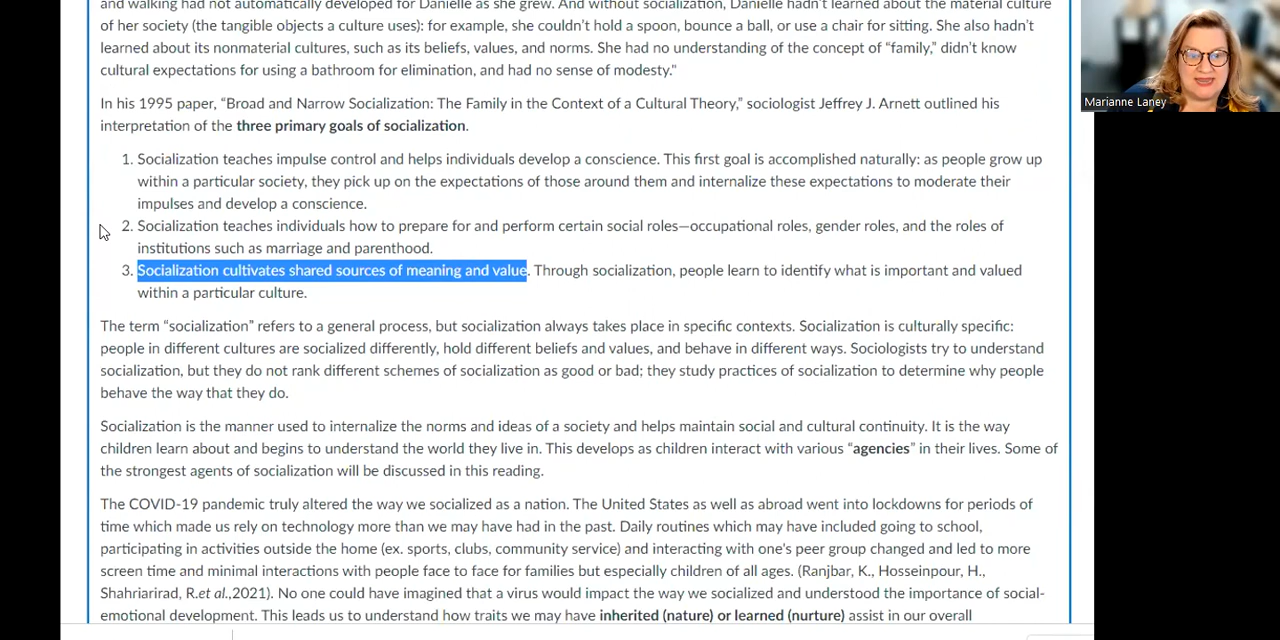 and walking had not automatically developed for Danielle as she grew. And without socialization, Danielle hadn't learned about the material culture
of her society (the tangible objects a culture uses): for example, she couldn't hold a spoon, bounce a ball, or use a chair for sitting. She also hadn't
learned about its nonmaterial cultures, such as its beliefs, values, and norms. She had no understanding of the concept of “family,” didn't know
cultural expectations for using a bathroom for elimination, and had no sense of modesty.”
In his 1995 paper, “Broad and Narrow Socialization: The Family in the Context of a Cultural Theory,” sociologist Jeffrey J. Arnett outlined his
interpretation of the three primary goals of socialization.
1. Socialization teaches impulse control and helps individuals develop a conscience. This first goal is accomplished naturally: as people grow up
within a particular society, they pick up on the expectations of those around them and internalize these expectations to moderate their
impulses and develop a conscience.
2. Socialization teaches individuals how to prepare for and perform certain social roles—occupational roles, gender roles, and the roles of
institutions such as marriage and parenthood.
3. Socialization cultivates shared sources of meaning and value. Through socialization, people learn to identify what is important and valued
within a particular culture.
The term “socialization” refers to a general process, but socialization always takes place in specific contexts. Socialization is culturally specific:
people in different cultures are socialized differently, hold different beliefs and values, and behave in different ways. Sociologists try to understand
socialization, but they do not rank different schemes of socialization as good or bad; they study practices of socialization to determine why people
behave the way that they do.
Socialization is the manner used to internalize the norms and ideas of a society and helps maintain social and cultural continuity. It is the way
children learn about and begins to understand the world they live in. This develops as children interact with various “agencies” in their lives. Some of
the strongest agents of socialization will be discussed in this reading.
The COVID-19 pandemic truly altered the way we socialized as a nation. The United States as well as abroad went into lockdowns for periods of
time which made us rely on technology more than we may have had in the past. Daily routines which may have included going to school,
participating in activities outside the home (ex. sports, clubs, community service) and interacting with one's peer group changed and led to more
screen time and minimal interactions with people face to face for families but especially children of all ages. (Ranjbar, K., Hosseinpour, H.,
Shahriarirad, R.et al.,2021). No one could have imagined that a virus would impact the way we socialized and understood the importance of social-
emotional development. This leads us to understand how traits we may have inherited (nature) or learned (nurture) assist in our overall
Marianne Laney